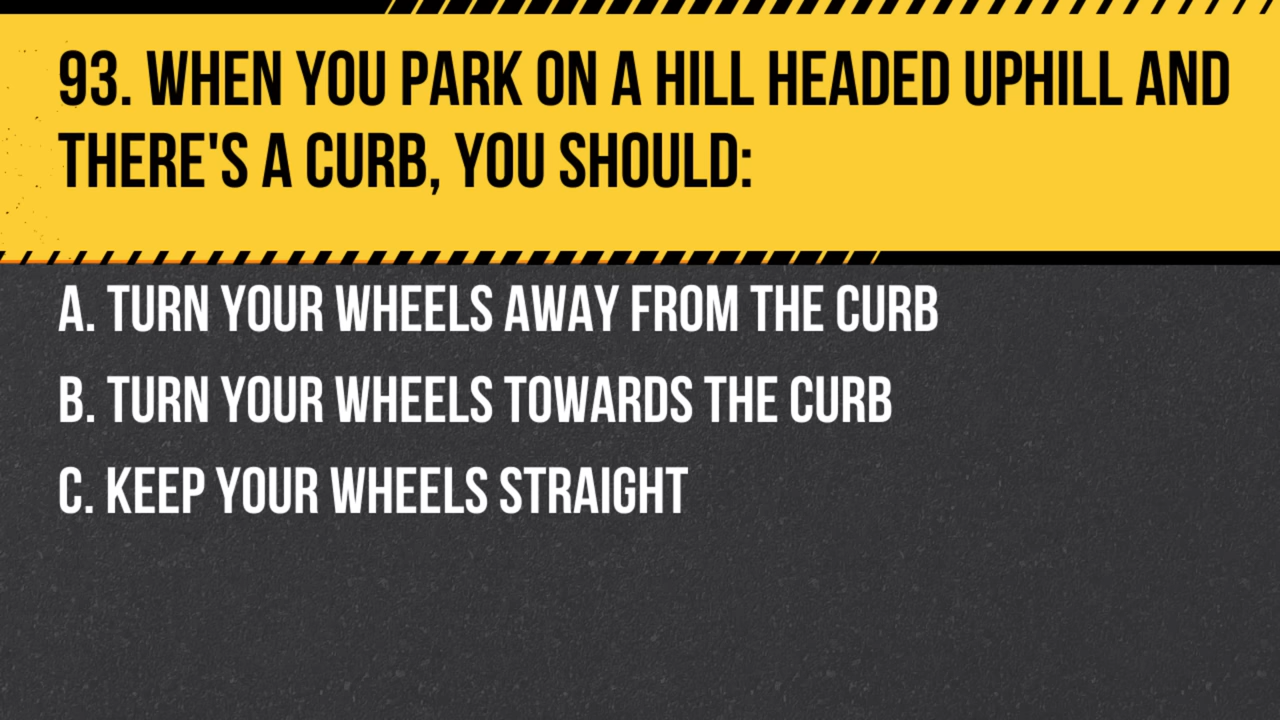 93. WHEN YOU PARK ON A HILL HEADED UPHILL AND
THERE'S A CURB, YOU SHOULD:
A. TURN YOUR WHEELS AWAY FROM THE CURB
B. TURN YOUR WHEELS TOWARDS THE CURB
C. KEEP YOUR WHEELS STRAIGHT